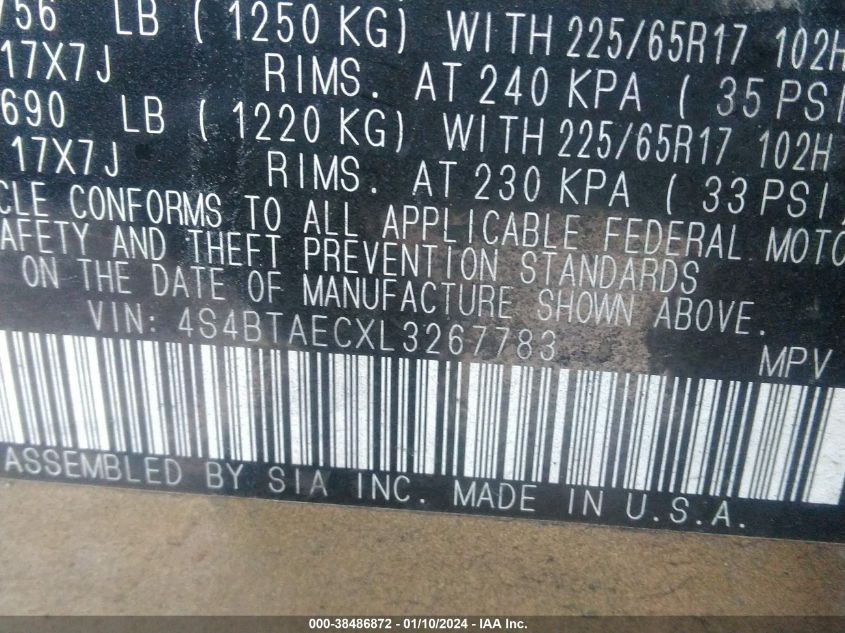 756 LB ( 1250 KG) WITH 225/65R17 102H
17X7J RIMS. AT 240 KPA ( 35 PSI
690 LB ( 1220 KG) WITH 225/65R17 102H
17X7J RIMS. AT 230 KPA ( 33 PSI,
CLE CONFORMS TO ALL APPLICABLE FEDERAL MOTO
AFETY AND THEFT PREVENTION STANDARDS
ON THE DATE OF MANUFACTURE SHOWN ABOVE.
VIN: 4S4BTAECXL3267783 MPV
ASSEMBLED BY SIA INC. MADE IN U.S.A.
000-38486872 - 01/10/2024 - IAA Inc.